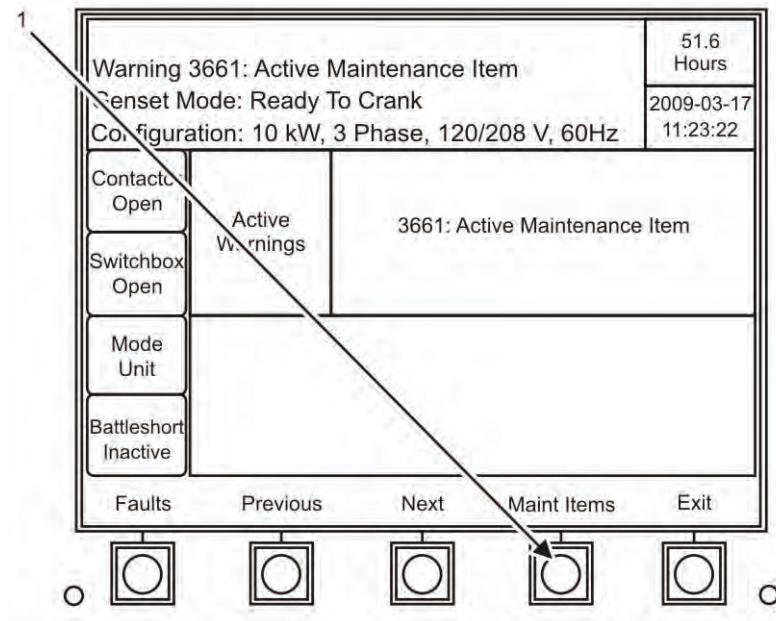 1
Warning 3661: Active Maintenance Item
Genset Mode: Ready To Crank
Configuration: 10 kW, 3 Phase, 120/208 V, 60Hz
51.6
Hours
2009-03-17
11:23:22
Contactor
Open
Switchbox
Open
Mode
Unit
Battleshort
Inactive
Active
Warnings
3661: Active Maintenance Item
Faults
Previous
Next
Maint Items
Exit